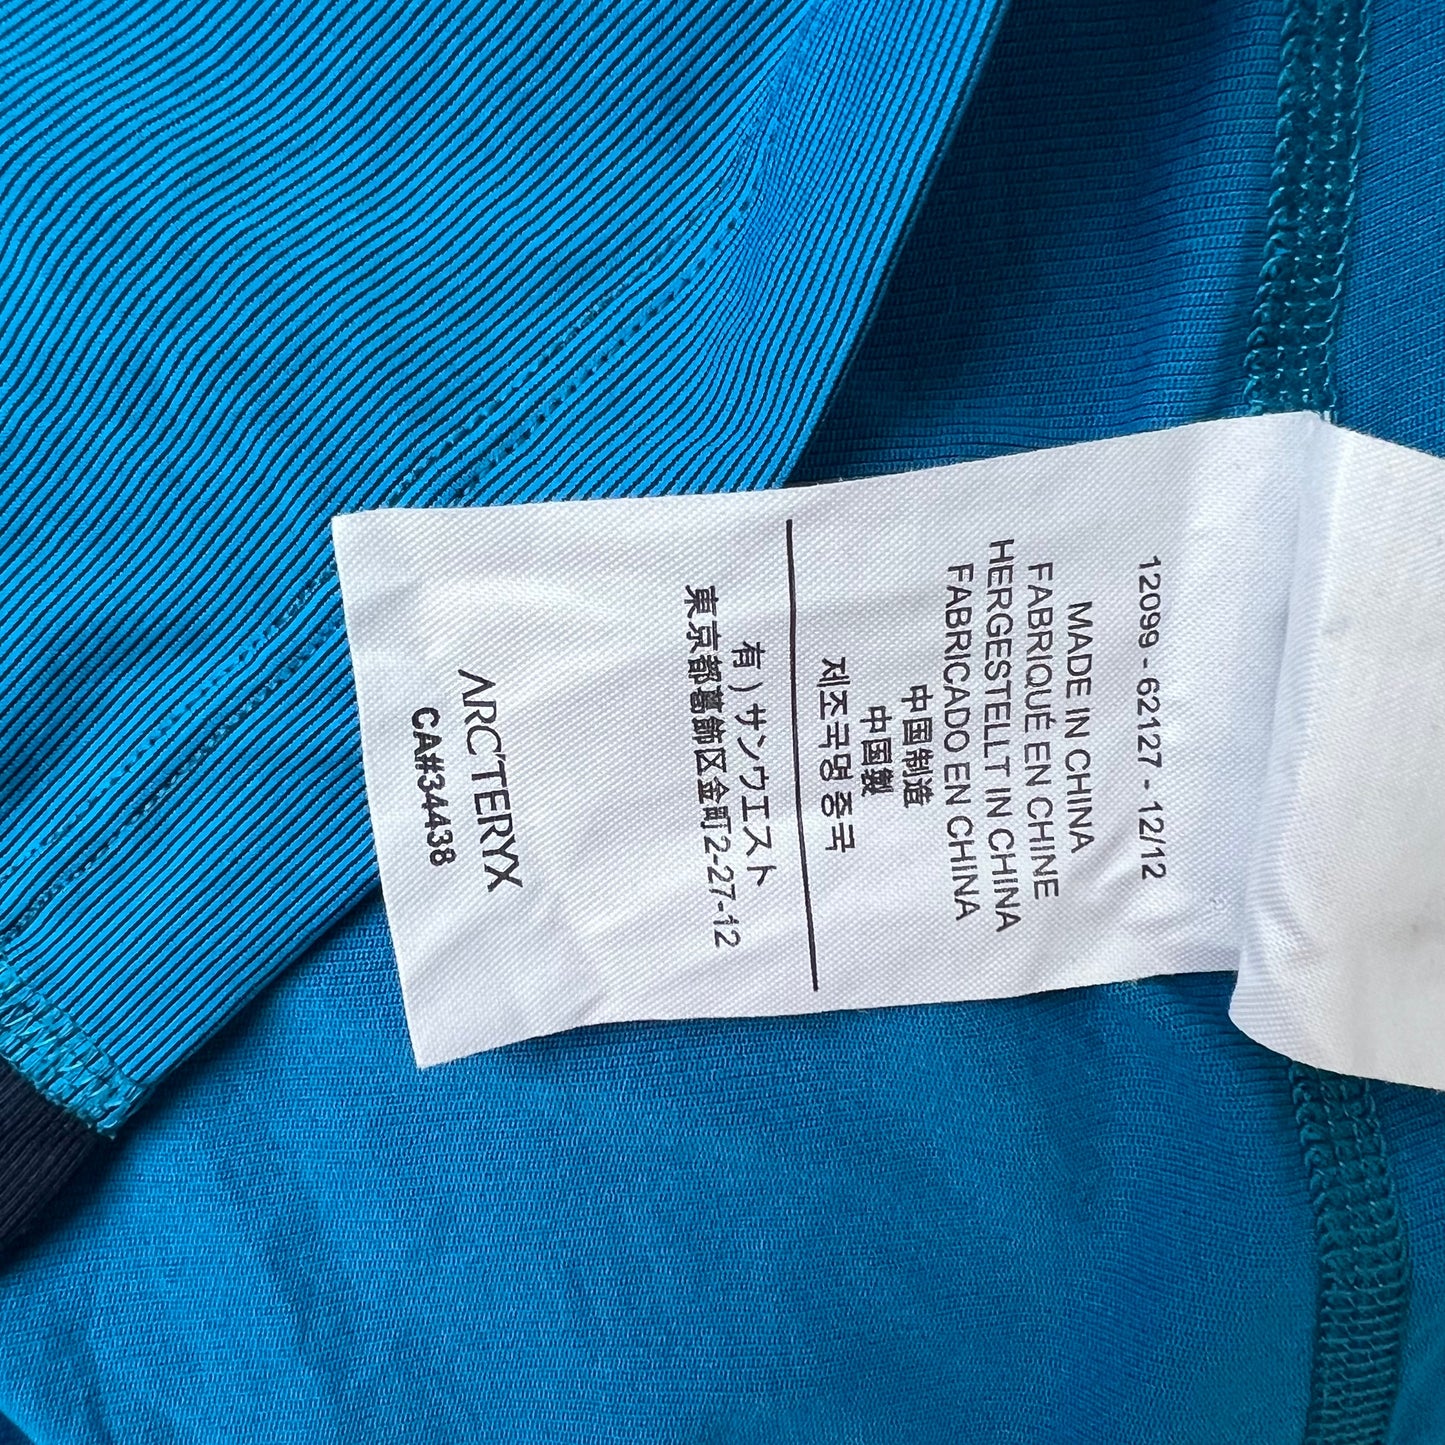 12099 - 62127 - 12/12
MADE IN CHINA
FABRIQUÉ EN CHINE
HERGESTELLT IN CHINA
FABRICADO EN CHINA
中国制造
中国製
제조국명 중국
有 ) サンウエスト
東京都葛飾区金町2-27-12
ARC'TERYX
CA#34438